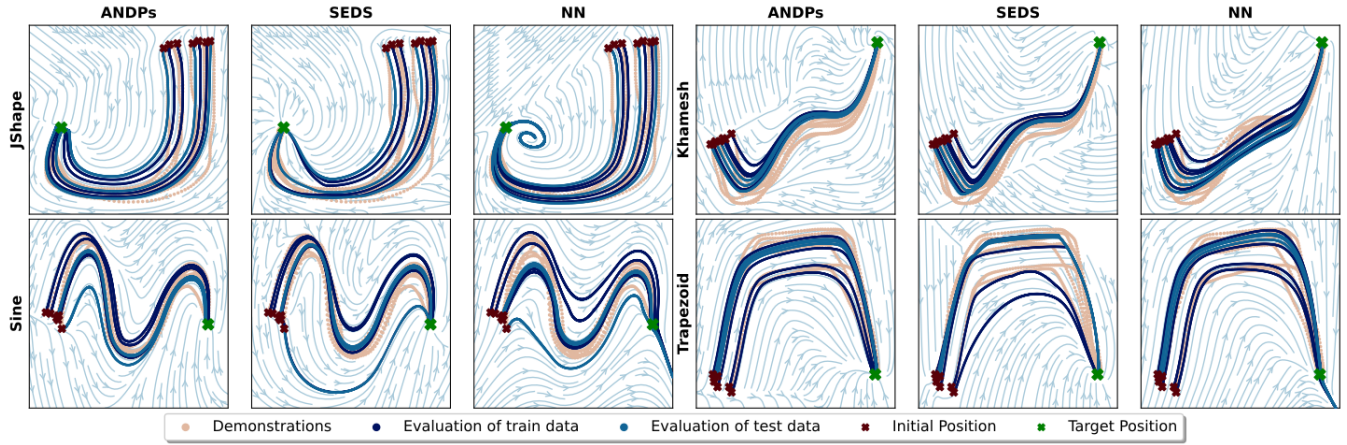 ANDPs SEDS NN ANDPs SEDS NN
JShape
Khamesh
Sine
Trapezoid
Demonstrations Evaluation of train data Evaluation of test data Initial Position Target Position